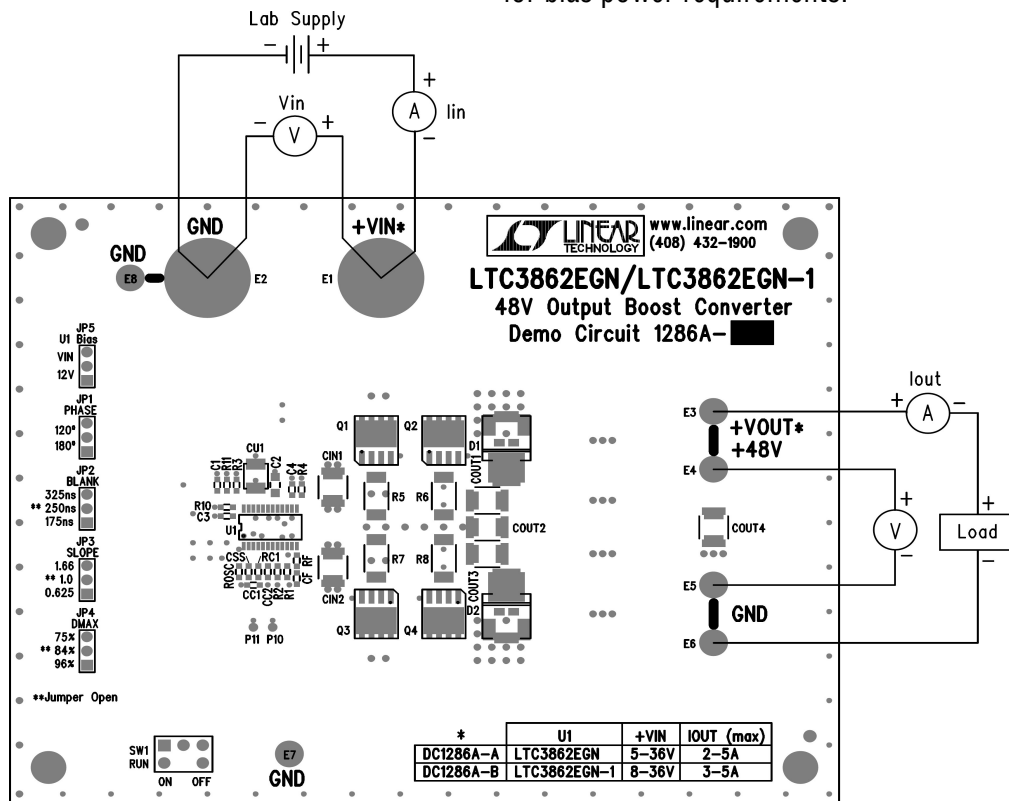 for bias power requirements.
Lab Supply
− +
Vin
− V +
+
A Iin
−
GND
+VIN*
GND
E8
E2
E1
LINEAR
TECHNOLOGY
www.linear.com
(408) 432-1900
LTC3862EGN/LTC3862EGN-1
48V Output Boost Converter
Demo Circuit 1286A-
JP5
U1 Bias
VIN
12V
JP1
PHASE
120°
180°
JP2
BLANK
325ns
** 250ns
175ns
JP3
SLOPE
1.66
** 1.0
0.625
JP4
DMAX
75%
** 84%
96%
**Jumper Open
C1
R11
R3
CU1
C2
C4
R4
R10
C3
U1
CSS
RC1
ROSC
CC1
CC2
R2
R1
CF
RF
P11 P10
CIN1
CIN2
Q1
Q2
R5
R6
R7
R8
Q3
Q4
D1
COUT1
COUT2
COUT3
D2
COUT4
Iout
+ A −
E3
+VOUT*
+48V
E4
+
V
−
+
Load
−
E5
GND
E6
SW1
RUN
ON OFF
E7
GND
* U1 +VIN IOUT (max)
DC1286A-A LTC3862EGN 5-36V 2-5A
DC1286A-B LTC3862EGN-1 8-36V 3-5A